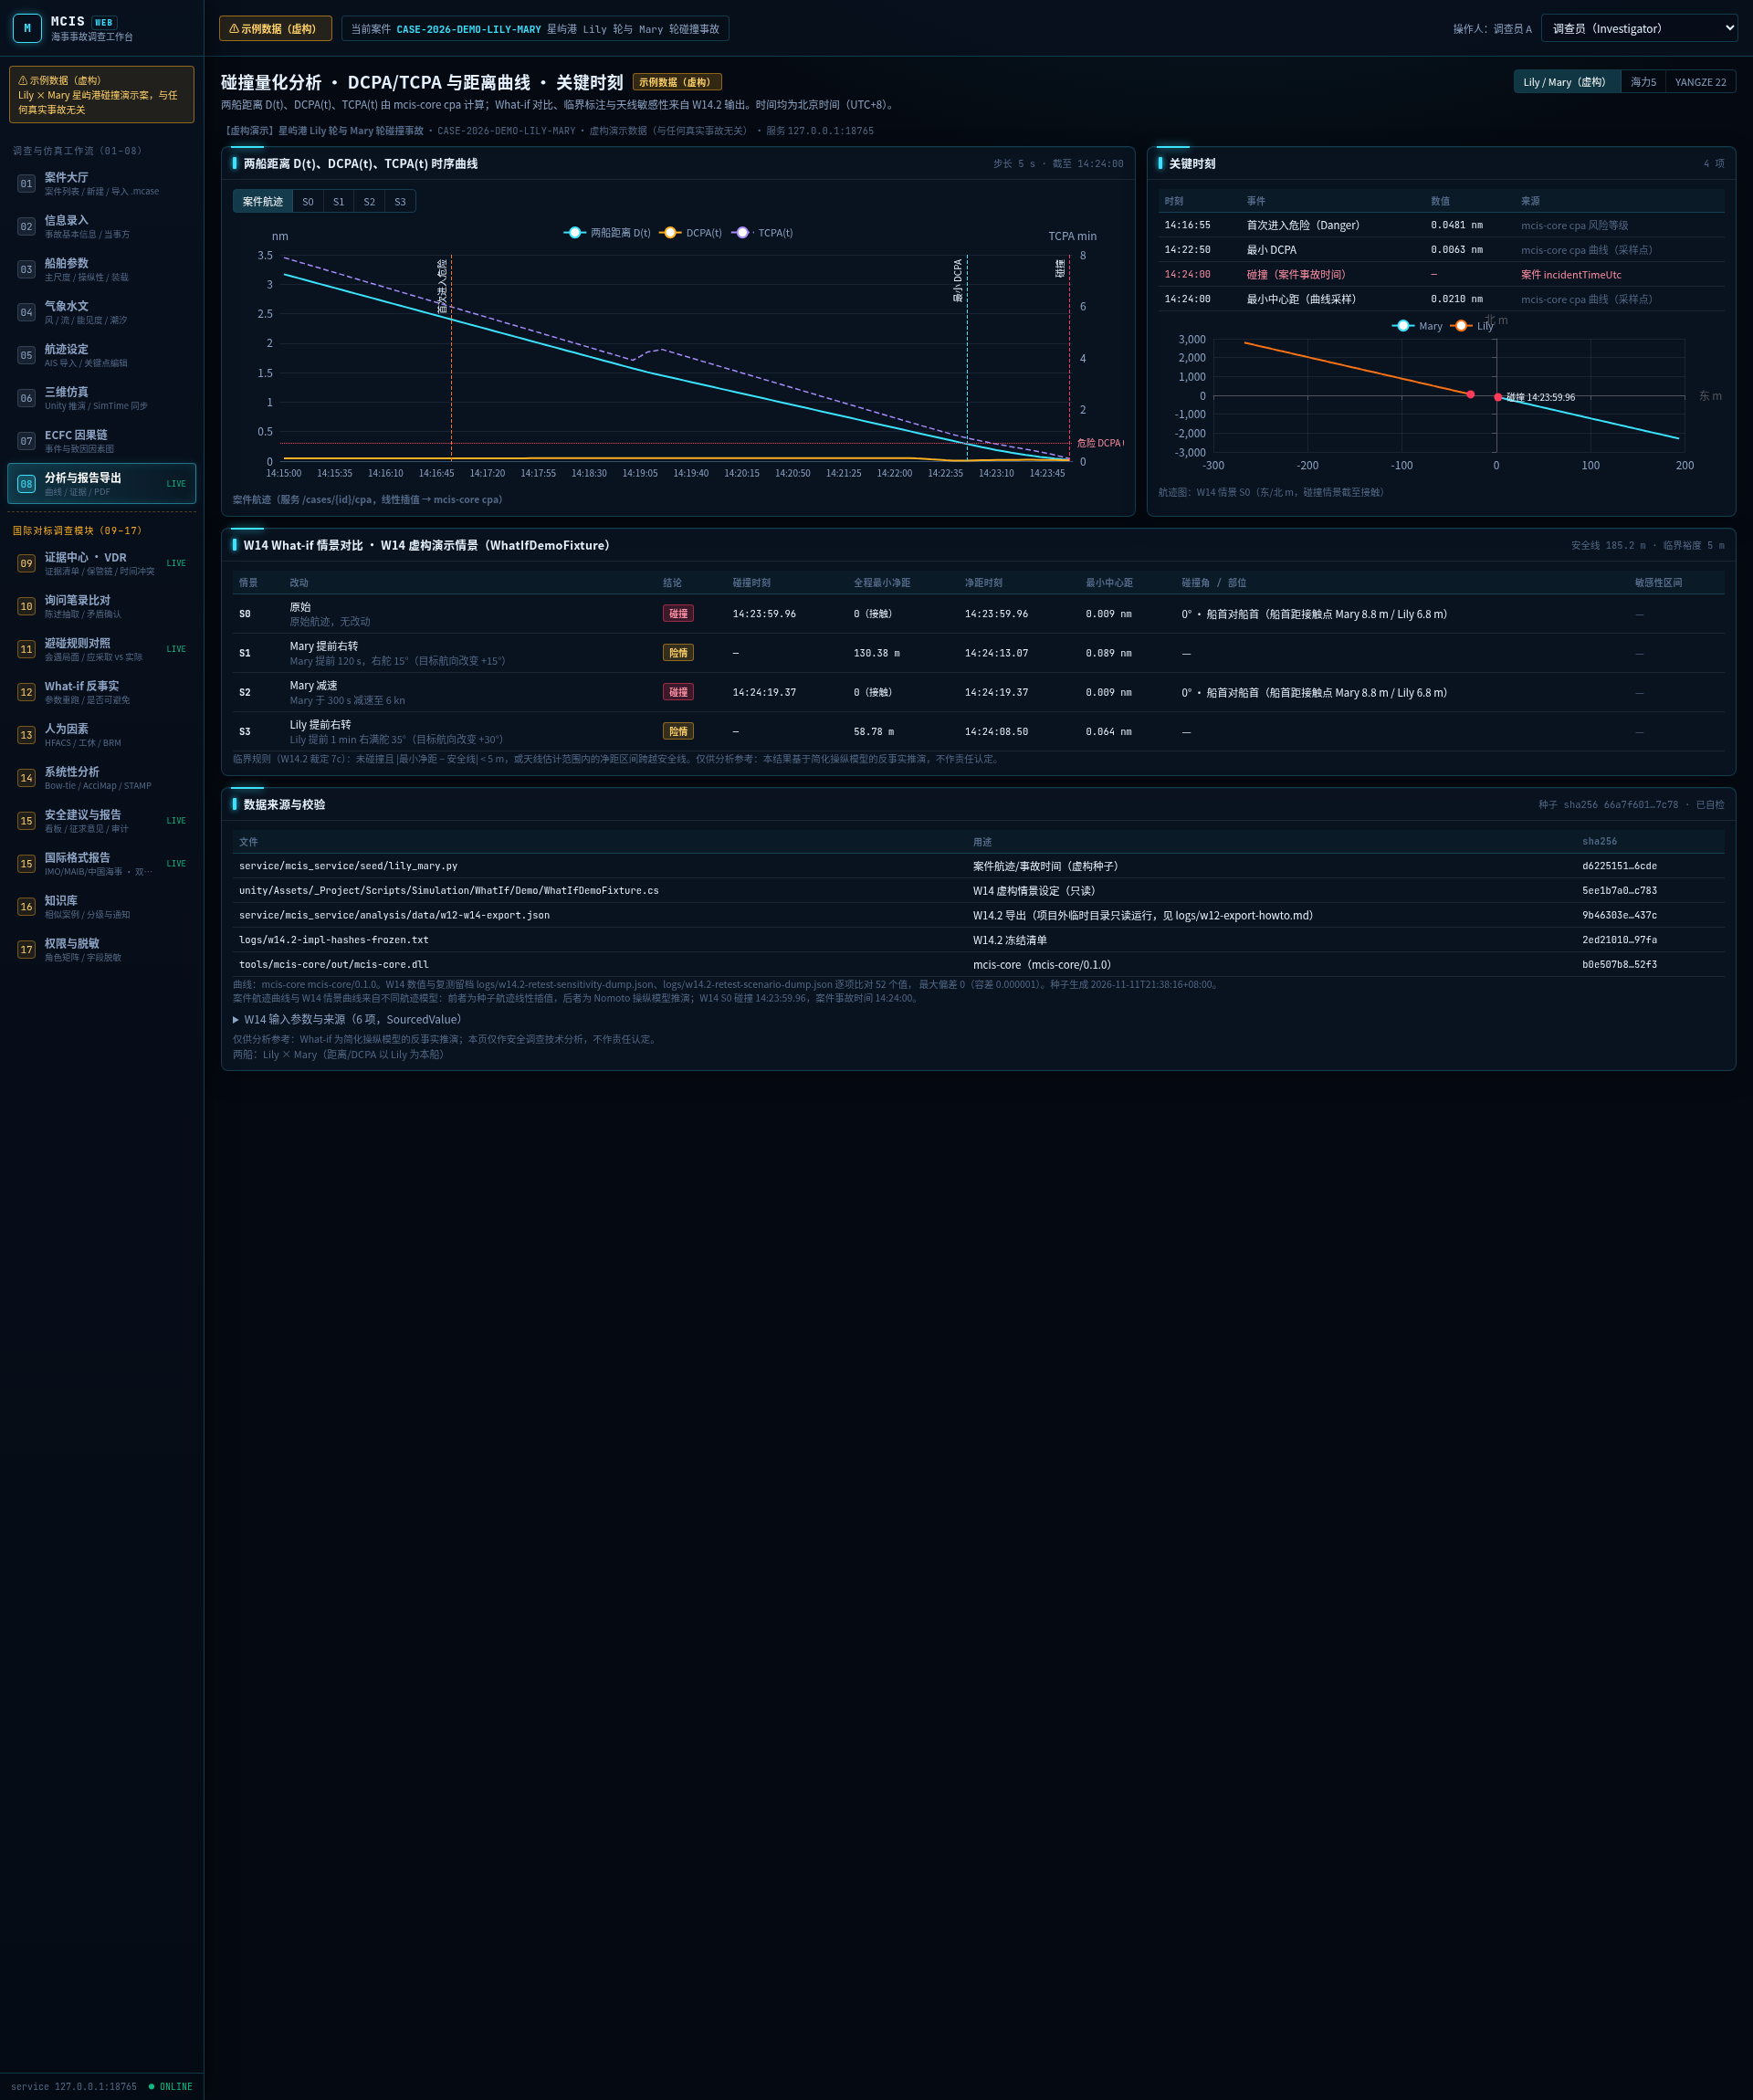 M
MCIS WEB
海事事故调查工作台
⚠ 示例数据（虚构）
当前案件 CASE-2026-DEMO-LILY-MARY 星屿港 Lily 轮与 Mary 轮碰撞事故
操作人：调查员 A
调查员（Investigator）
⚠ 示例数据（虚构）
Lily × Mary 星屿港碰撞演示案，与任
何真实事故无关
调查与仿真工作流（01–08）
01 案件大厅
案件列表 / 新建 / 导入 .mcase
02 信息录入
事故基本信息 / 当事方
03 船舶参数
主尺度 / 操纵性 / 装载
04 气象水文
风 / 流 / 能见度 / 潮汐
05 航迹设定
AIS 导入 / 关键点编辑
06 三维仿真
Unity 推演 / SimTime 同步
07 ECFC 因果链
事件与致因因素图
08 分析与报告导出 LIVE
曲线 / 证据 / PDF
国际对标调查模块（09–17）
09 证据中心 · VDR LIVE
证据清单 / 保管链 / 时间冲突
10 询问笔录比对
陈述抽取 / 矛盾确认
11 避碰规则对照 LIVE
会遇局面 / 应采取 vs 实际
12 What-if 反事实
参数重跑 / 是否可避免
13 人为因素
HFACS / 工休 / BRM
14 系统性分析
Bow-tie / AcciMap / STAMP
15 安全建议与报告 LIVE
看板 / 征求意见 / 审计
15 国际格式报告 LIVE
IMO/MAIB/中国海事 · 双…
16 知识库
相似案例 / 分级与通知
17 权限与脱敏
角色矩阵 / 字段脱敏
service 127.0.0.1:18765 ● ONLINE
碰撞量化分析 · DCPA/TCPA 与距离曲线 · 关键时刻 示例数据（虚构）
Lily / Mary（虚构） 海力5 YANGZE 22
两船距离 D(t)、DCPA(t)、TCPA(t) 由 mcis-core cpa 计算；What-if 对比、临界标注与天线敏感性来自 W14.2 输出。时间均为北京时间（UTC+8）。
【虚构演示】星屿港 Lily 轮与 Mary 轮碰撞事故 · CASE-2026-DEMO-LILY-MARY · 虚构演示数据（与任何真实事故无关） · 服务 127.0.0.1:18765
两船距离 D(t)、DCPA(t)、TCPA(t) 时序曲线
步长 5 s · 截至 14:24:00
案件航迹 S0 S1 S2 S3
nm
两船距离 D(t) DCPA(t) TCPA(t)
TCPA min
3.5
3
2.5
2
1.5
1
0.5
0
首次进入危险
最小 DCPA
碰撞
8
6
4
2
0
危险 DCPA
14:15:00 14:15:35 14:16:10 14:16:45 14:17:20 14:17:55 14:18:30 14:19:05 14:19:40 14:20:15 14:20:50 14:21:25 14:22:00 14:22:35 14:23:10 14:23:45
案件航迹（服务 /cases/{id}/cpa，线性插值 → mcis-core cpa）
关键时刻
4 项
时刻 事件 数值 来源
14:16:55 首次进入危险（Danger） 0.0481 nm mcis-core cpa 风险等级
14:22:50 最小 DCPA 0.0063 nm mcis-core cpa 曲线（采样点）
14:24:00 碰撞（案件事故时间） — 案件 incidentTimeUtc
14:24:00 最小中心距（曲线采样） 0.0210 nm mcis-core cpa 曲线（采样点）
Mary Lily
北 m
3,000
2,000
1,000
0
-1,000
-2,000
-3,000
碰撞 14:23:59.96
东 m
-300 -200 -100 0 100 200
航迹图：W14 情景 S0（东/北 m，碰撞情景截至接触）
W14 What-if 情景对比 · W14 虚构演示情景（WhatIfDemoFixture）
安全线 185.2 m · 临界裕度 5 m
情景 改动 结论 碰撞时刻 全程最小净距 净距时刻 最小中心距 碰撞角 / 部位 敏感性区间
S0 原始 碰撞 14:23:59.96 0（接触） 14:23:59.96 0.009 nm 0° · 船首对船首（船首距接触点 Mary 8.8 m / Lily 6.8 m） —
原始航迹，无改动
S1 Mary 提前右转 险情 — 130.38 m 14:24:13.07 0.089 nm — —
Mary 提前 120 s，右舵 15°（目标航向改变 +15°）
S2 Mary 减速 碰撞 14:24:19.37 0（接触） 14:24:19.37 0.009 nm 0° · 船首对船首（船首距接触点 Mary 8.8 m / Lily 6.8 m） —
Mary 于 300 s 减速至 6 kn
S3 Lily 提前右转 险情 — 58.78 m 14:24:08.50 0.064 nm — —
Lily 提前 1 min 右满舵 35°（目标航向改变 +30°）
临界规则（W14.2 裁定 7c）：未碰撞且 |最小净距 − 安全线| < 5 m，或天线估计范围内的净距区间跨越安全线。仅供分析参考：本结果基于简化操纵模型的反事实推演，不作责任认定。
数据来源与校验
种子 sha256 66a7f601…7c78 · 已自检
文件 用途 sha256
service/mcis_service/seed/lily_mary.py 案件航迹/事故时间（虚构种子） d6225151…6cde
unity/Assets/_Project/Scripts/Simulation/WhatIf/Demo/WhatIfDemoFixture.cs W14 虚构情景设定（只读） 5ee1b7a0…c783
service/mcis_service/analysis/data/w12-w14-export.json W14.2 导出（项目外临时目录只读运行，见 logs/w12-export-howto.md） 9b46303e…437c
logs/w14.2-impl-hashes-frozen.txt W14.2 冻结清单 2ed21010…97fa
tools/mcis-core/out/mcis-core.dll mcis-core（mcis-core/0.1.0） b0e507b8…52f3
曲线：mcis-core mcis-core/0.1.0。W14 数值与复测留档 logs/w14.2-retest-sensitivity-dump.json、logs/w14.2-retest-scenario-dump.json 逐项比对 52 个值， 最大偏差 0（容差 0.000001）。种子生成 2026-11-11T21:38:16+08:00。
案件航迹曲线与 W14 情景曲线来自不同航迹模型：前者为种子航迹线性插值，后者为 Nomoto 操纵模型推演；W14 S0 碰撞 14:23:59.96，案件事故时间 14:24:00。
▶ W14 输入参数与来源（6 项，SourcedValue）
仅供分析参考：What-if 为简化操纵模型的反事实推演；本页仅作安全调查技术分析，不作责任认定。
两船：Lily × Mary（距离/DCPA 以 Lily 为本船）